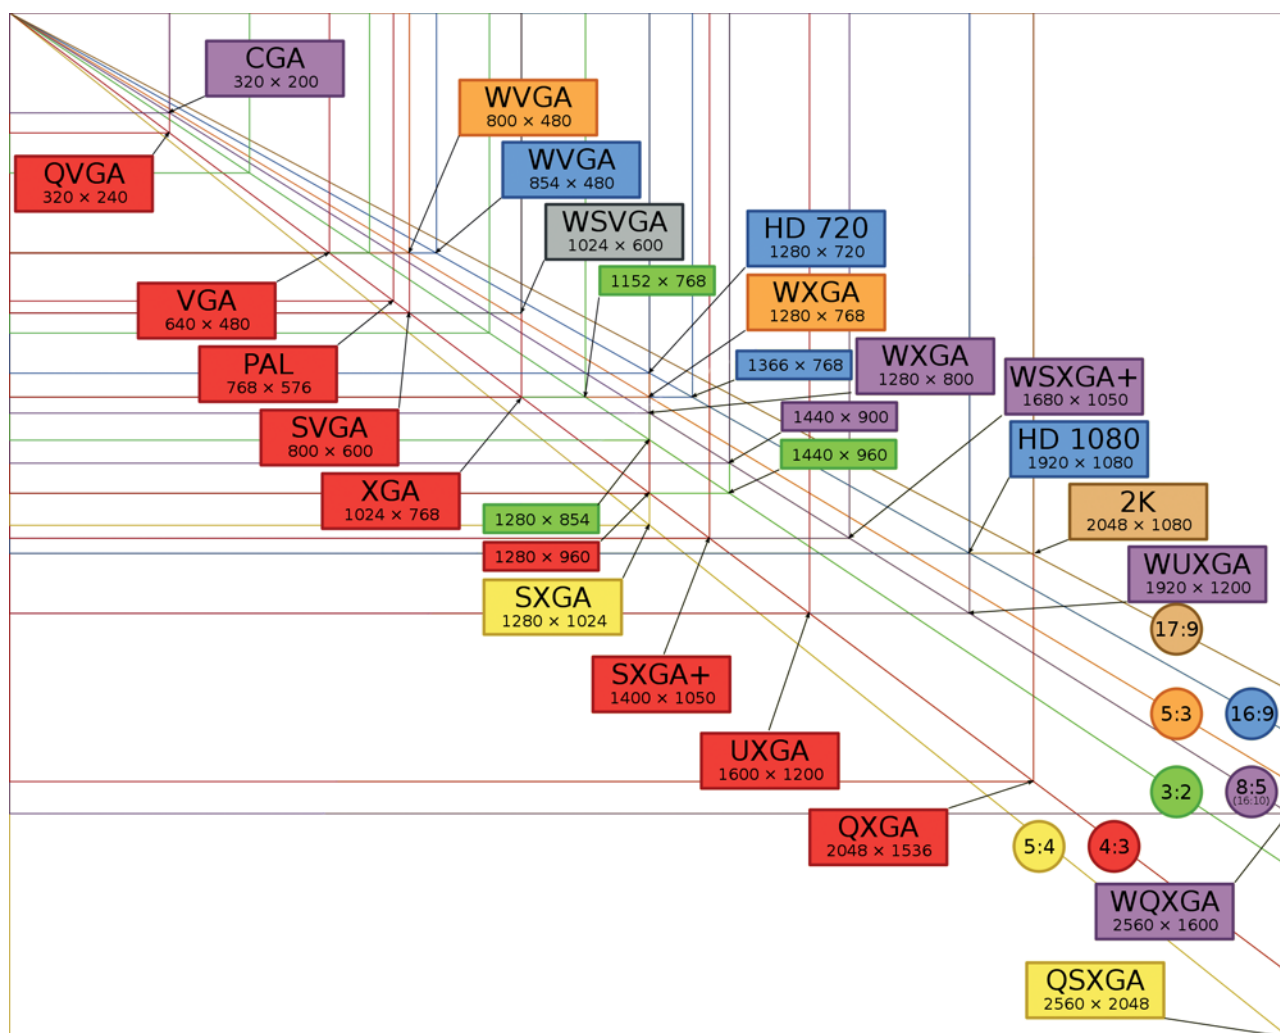 CGA
320 × 200
WVGA
800 × 480
QVGA
320 × 240
WVGA
854 × 480
WSVGA
1024 × 600
HD 720
1280 × 720
1152 × 768
WXGA
1280 × 768
VGA
640 × 480
PAL
768 × 576
1366 × 768
WXGA
1280 × 800
WSXGA+
1680 × 1050
SVGA
800 × 600
1440 × 900
HD 1080
1920 × 1080
1440 × 960
XGA
1024 × 768
2K
2048 × 1080
1280 × 854
1280 × 960
WUXGA
1920 × 1200
SXGA
1280 × 1024
17:9
SXGA+
1400 × 1050
5:3
16:9
UXGA
1600 × 1200
3:2
8:5
(16:10)
QXGA
2048 × 1536
5:4
4:3
WQXGA
2560 × 1600
QSXGA
2560 × 2048